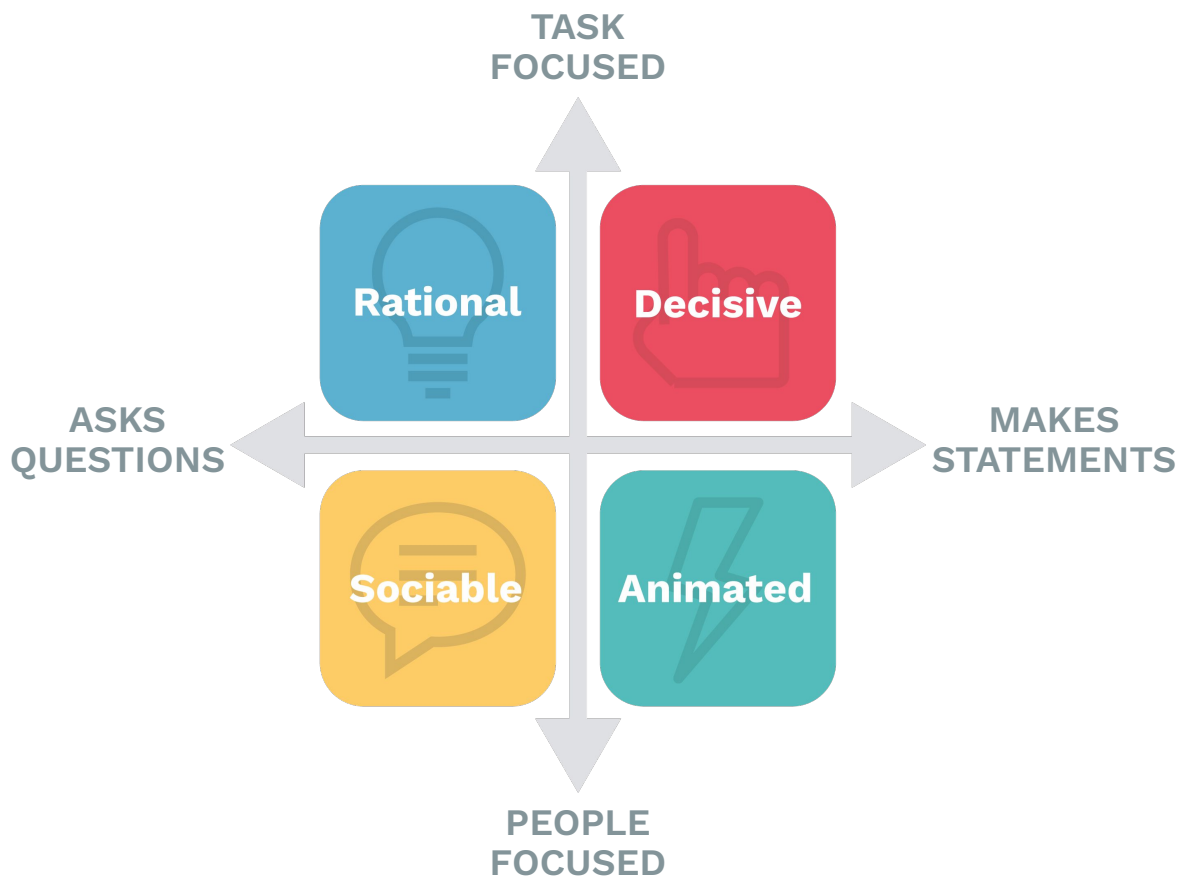 TASK
FOCUSED
Rational
Decisive
ASKS
QUESTIONS
MAKES
STATEMENTS
Sociable
Animated
PEOPLE
FOCUSED